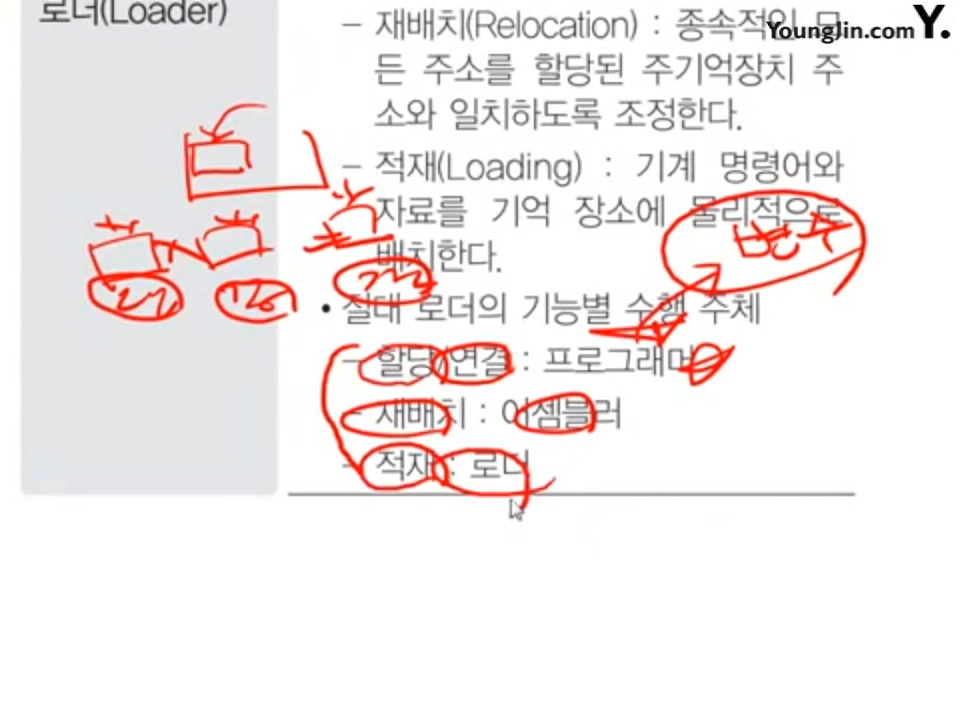 로더(Loader)
– 재배치(Relocation) : 종속적인 모
Youngjin.com Y.
든 주소를 할당된 주기억장치 주
소와 일치하도록 조정한다.
– 적재(Loading) : 기계 명령어와
자료를 기억 장소에 물리적으로
변수
배치한다.
• 절대 로더의 기능별 수행 주체
– 할당/연결 : 프로그래머
– 재배치 : 어셈블러
– 적재 : 로더